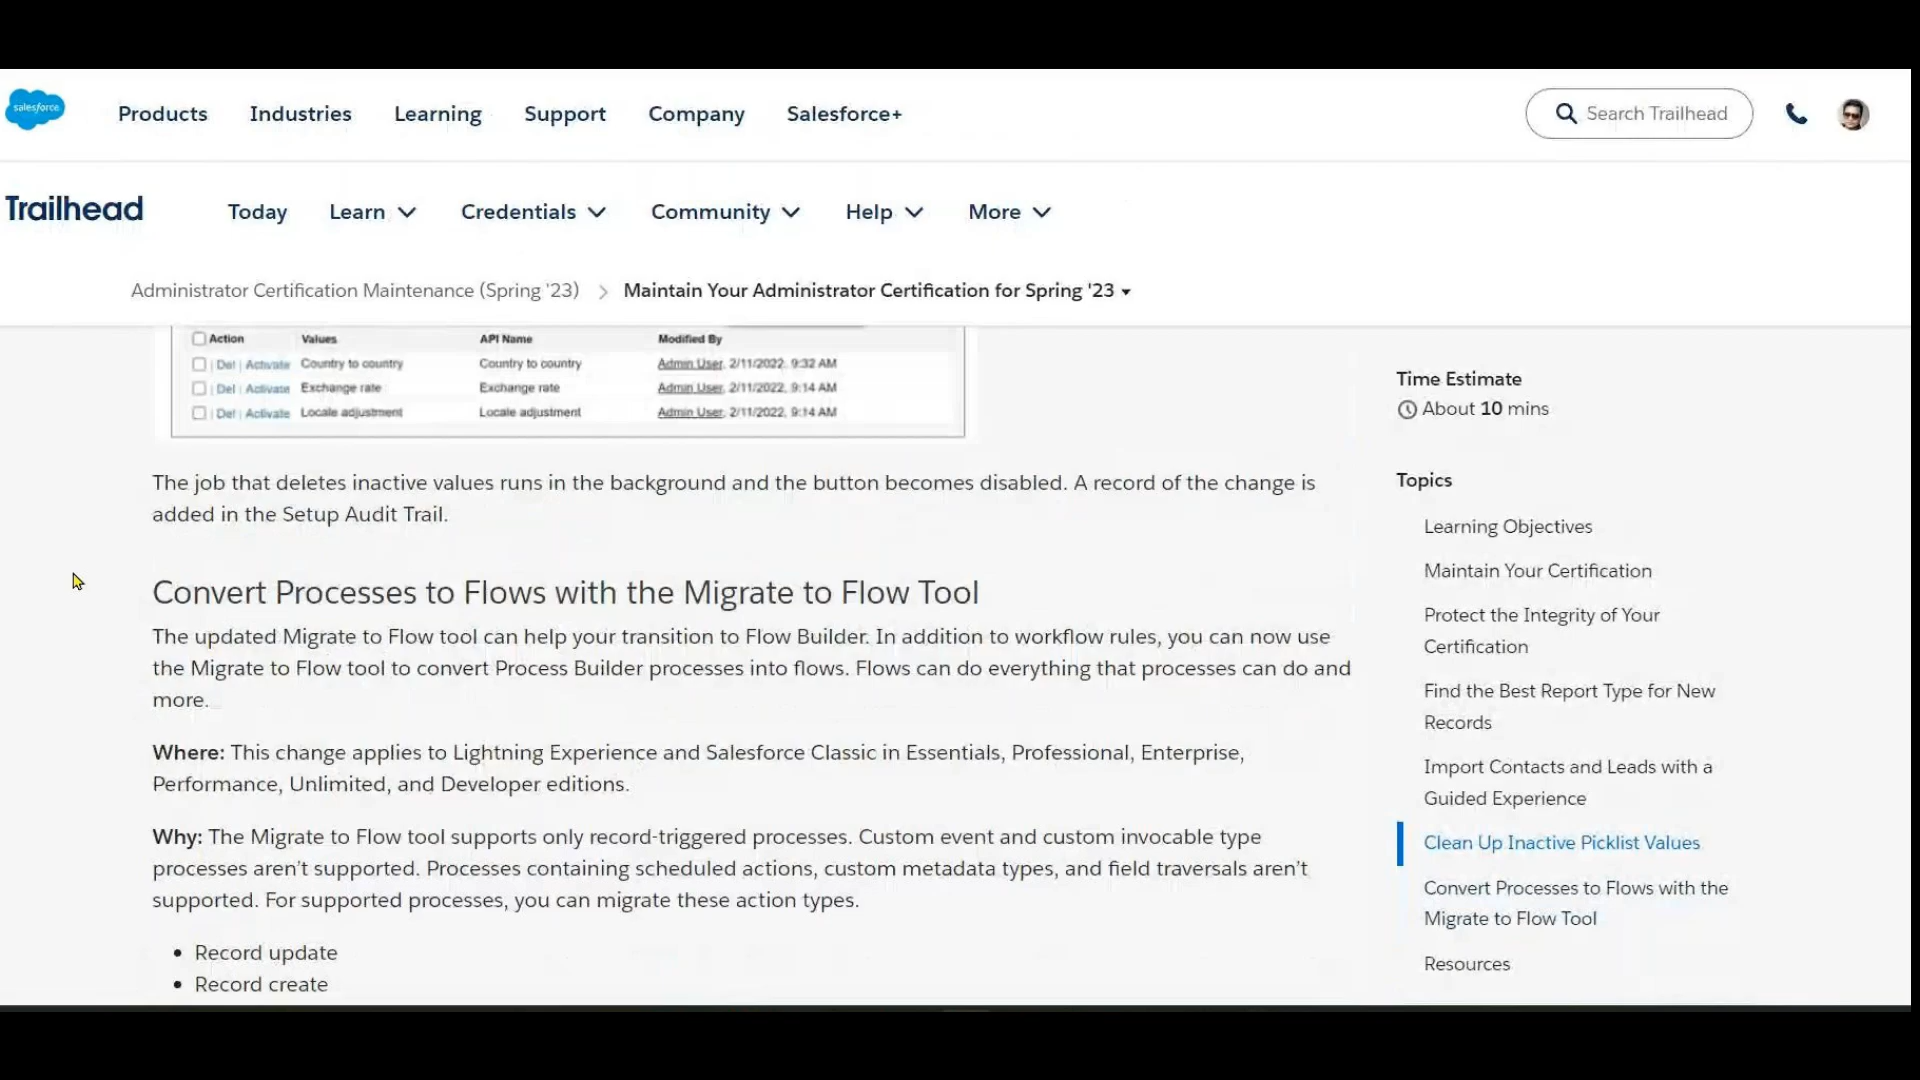 salesforce
Products
Industries
Learning
Support
Company
Salesforce+
Search Trailhead
Trailhead
Today
Learn
Credentials
Community
Help
More
Administrator Certification Maintenance (Spring '23)
Maintain Your Administrator Certification for Spring '23
Action Values API Name Modified By
| Del | Activate Country to country Country to country Admin User, 2/11/2022, 9:32 AM
| Del | Activate Exchange rate Exchange rate Admin User, 2/11/2022, 9:14 AM
| Del | Activate Locale adjustment Locale adjustment Admin User, 2/11/2022, 9:14 AM
The job that deletes inactive values runs in the background and the button becomes disabled. A record of the change is
added in the Setup Audit Trail.
Convert Processes to Flows with the Migrate to Flow Tool
The updated Migrate to Flow tool can help your transition to Flow Builder. In addition to workflow rules, you can now use
the Migrate to Flow tool to convert Process Builder processes into flows. Flows can do everything that processes can do and
more.
Where: This change applies to Lightning Experience and Salesforce Classic in Essentials, Professional, Enterprise,
Performance, Unlimited, and Developer editions.
Why: The Migrate to Flow tool supports only record-triggered processes. Custom event and custom invocable type
processes aren’t supported. Processes containing scheduled actions, custom metadata types, and field traversals aren’t
supported. For supported processes, you can migrate these action types.
• Record update
• Record create
Time Estimate
About 10 mins
Topics
Learning Objectives
Maintain Your Certification
Protect the Integrity of Your
Certification
Find the Best Report Type for New
Records
Import Contacts and Leads with a
Guided Experience
Clean Up Inactive Picklist Values
Convert Processes to Flows with the
Migrate to Flow Tool
Resources